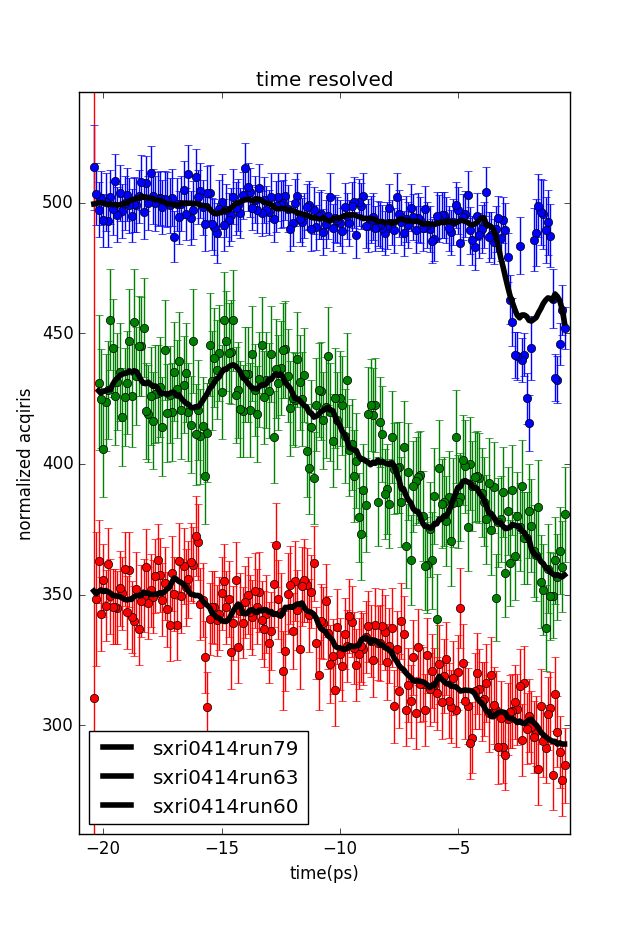 time resolved
500
450
400
350
300
normalized acqiris
sxri0414run79
sxri0414run63
sxri0414run60
−20
−15
−10
−5
time(ps)